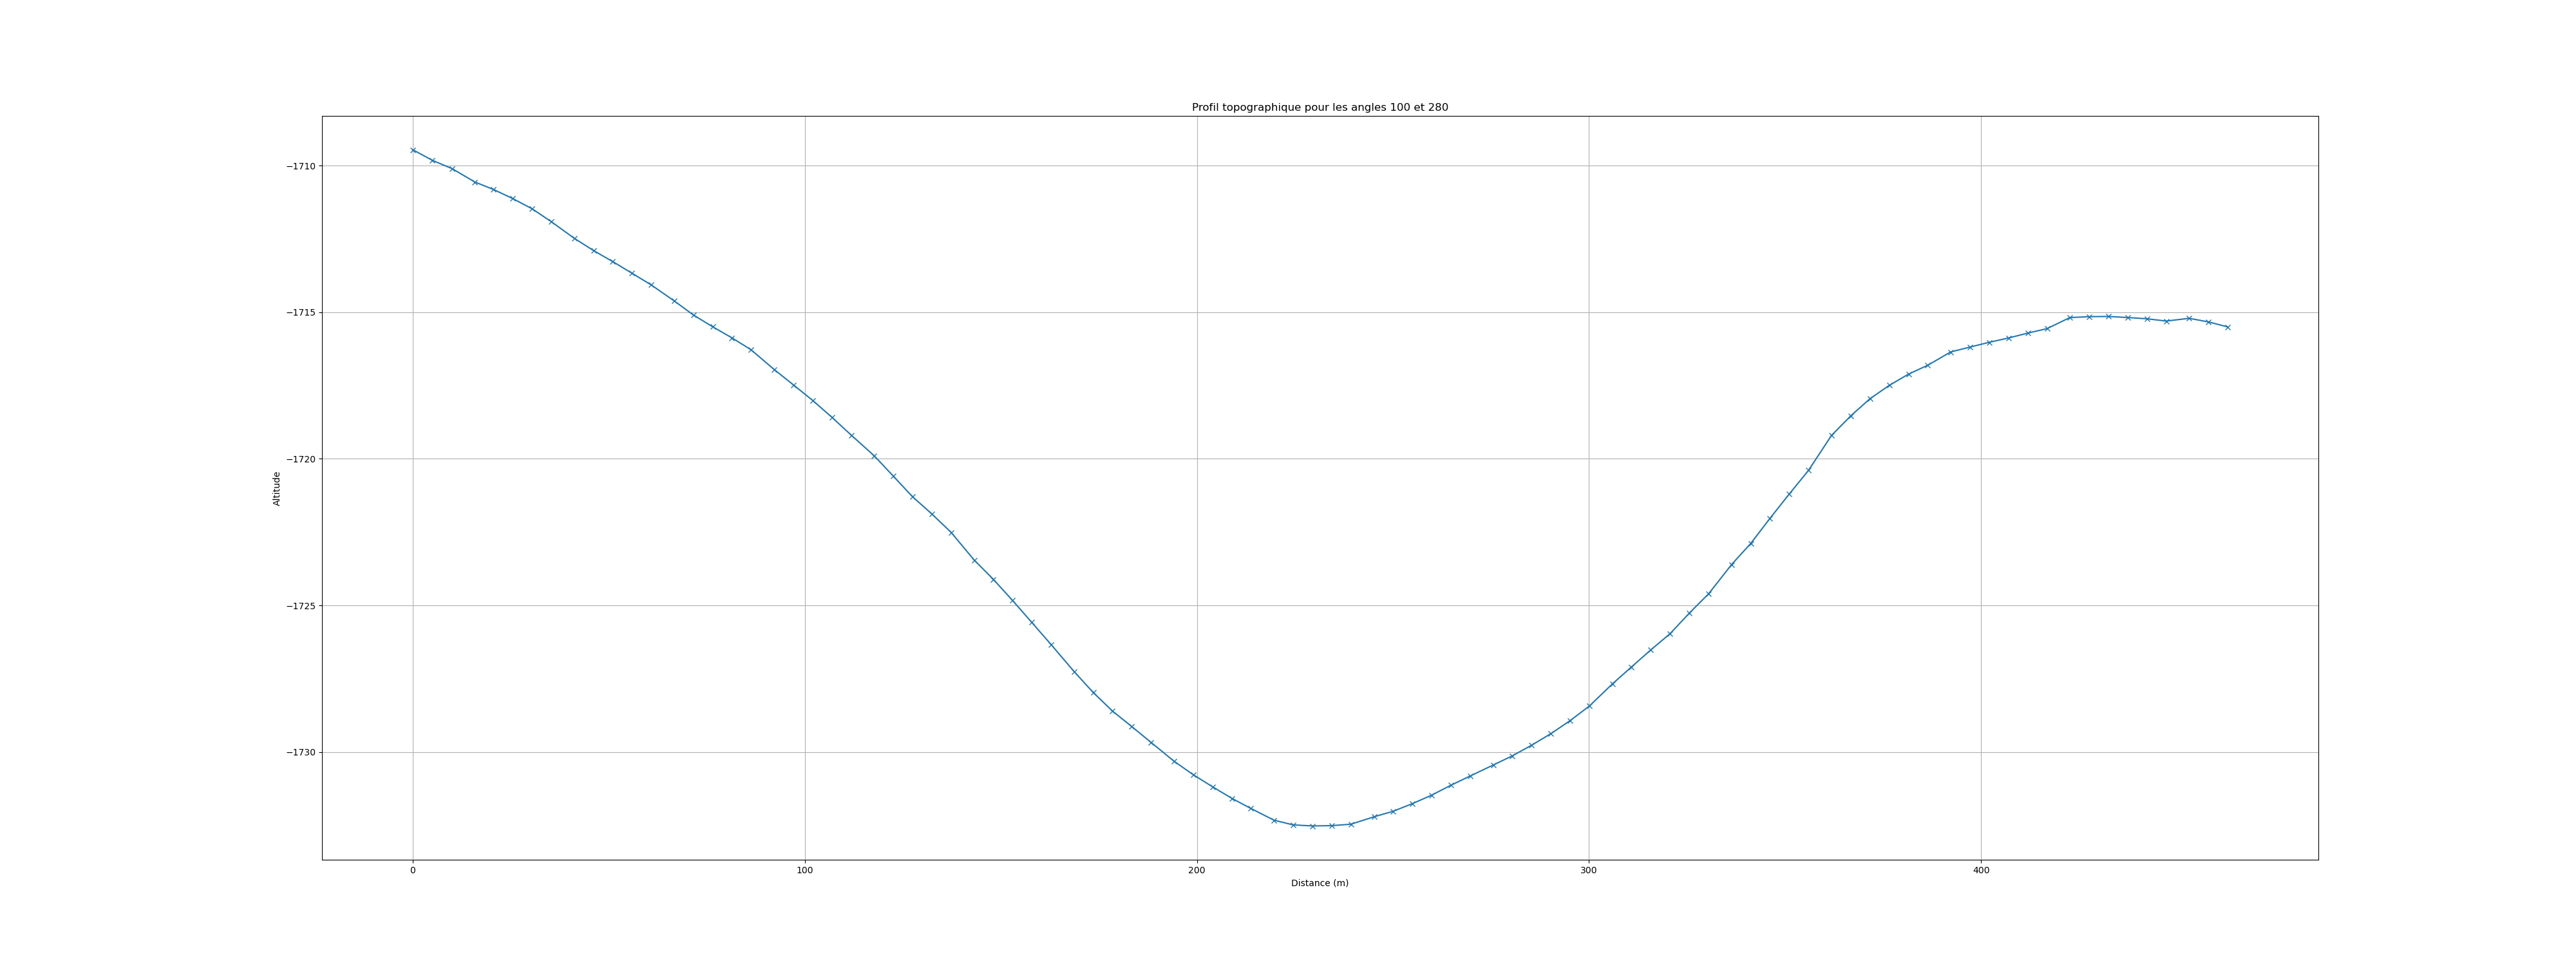 Profil topographique pour les angles 100 et 280
−1710
−1715
−1720
−1725
−1730
Altitude
0 100 200 300 400
Distance (m)